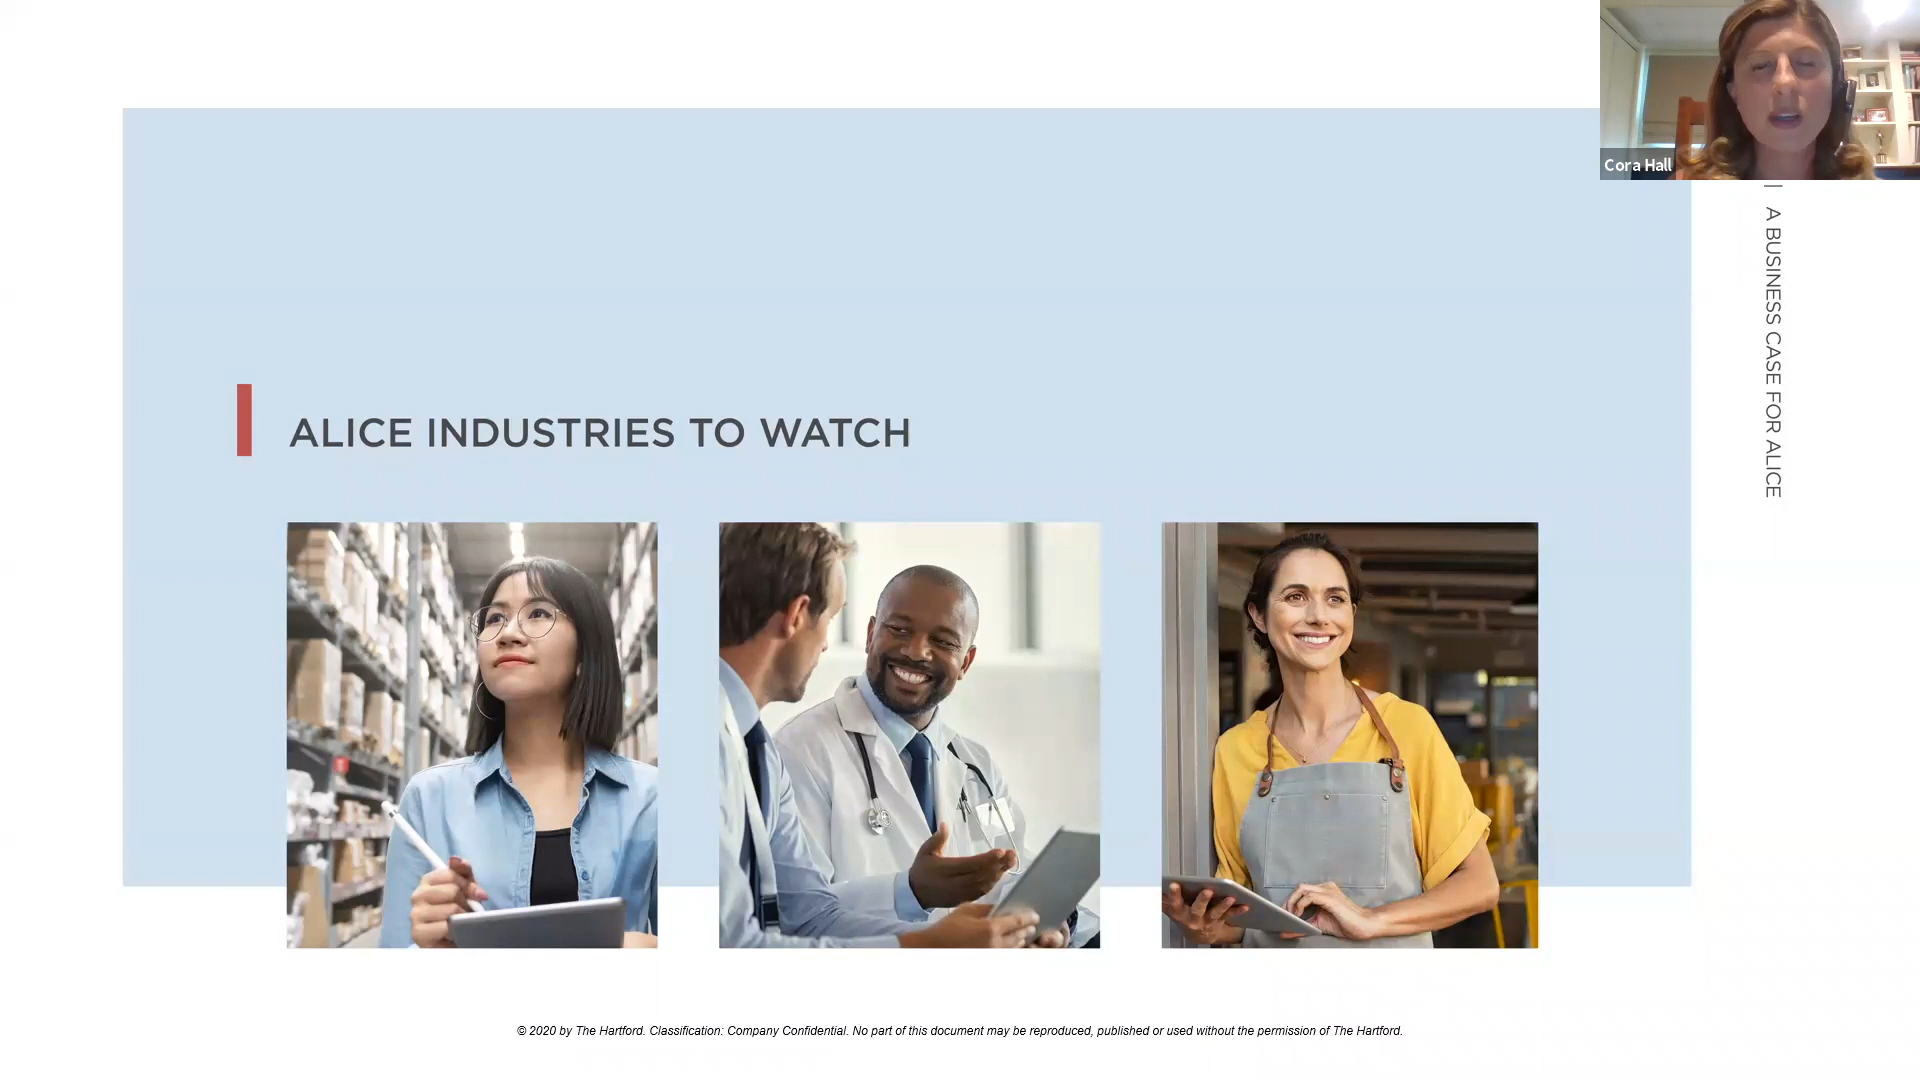 Cora Hall
| A BUSINESS CASE FOR ALICE
ALICE INDUSTRIES TO WATCH
© 2020 by The Hartford. Classification: Company Confidential. No part of this document may be reproduced, published or used without the permission of The Hartford.